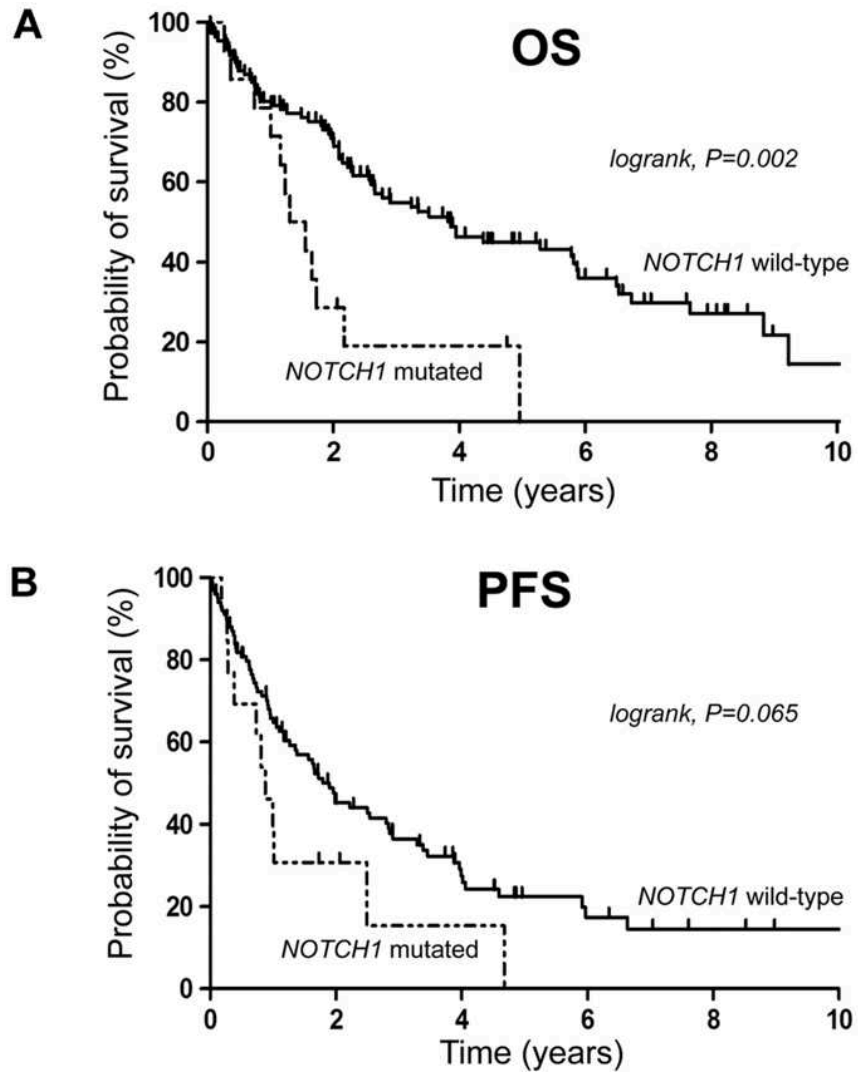 A
OS
Probability of survival (%)
100
80
60
40
20
0
logrank, P=0.002
NOTCH1 wild-type
NOTCH1 mutated
0 2 4 6 8 10
Time (years)
B
PFS
Probability of survival (%)
100
80
60
40
20
0
logrank, P=0.065
NOTCH1 wild-type
NOTCH1 mutated
0 2 4 6 8 10
Time (years)